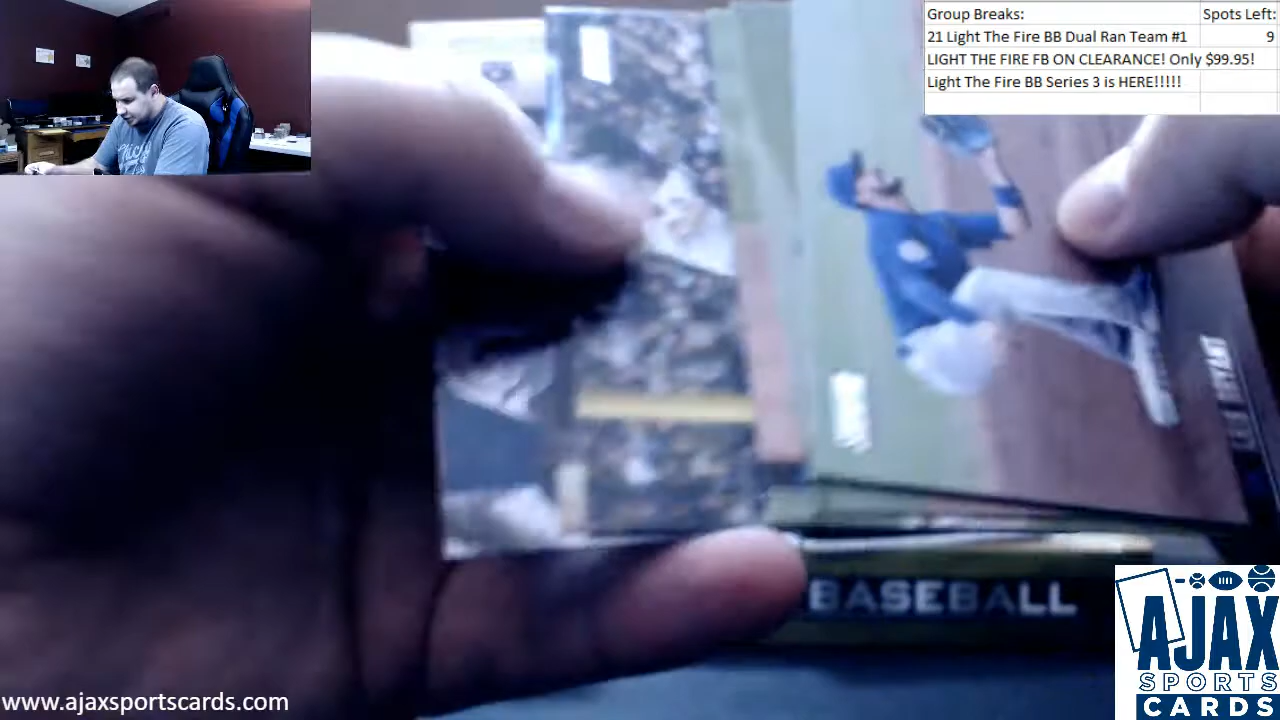 Group Breaks: Spots Left:
21 Light The Fire BB Dual Ran Team #1 9
LIGHT THE FIRE FB ON CLEARANCE! Only $99.95!
Light The Fire BB Series 3 is HERE!!!!!
BRYANT
BASEBALL
AJAX
SPORTS
CARDS
www.ajaxsportscards.com